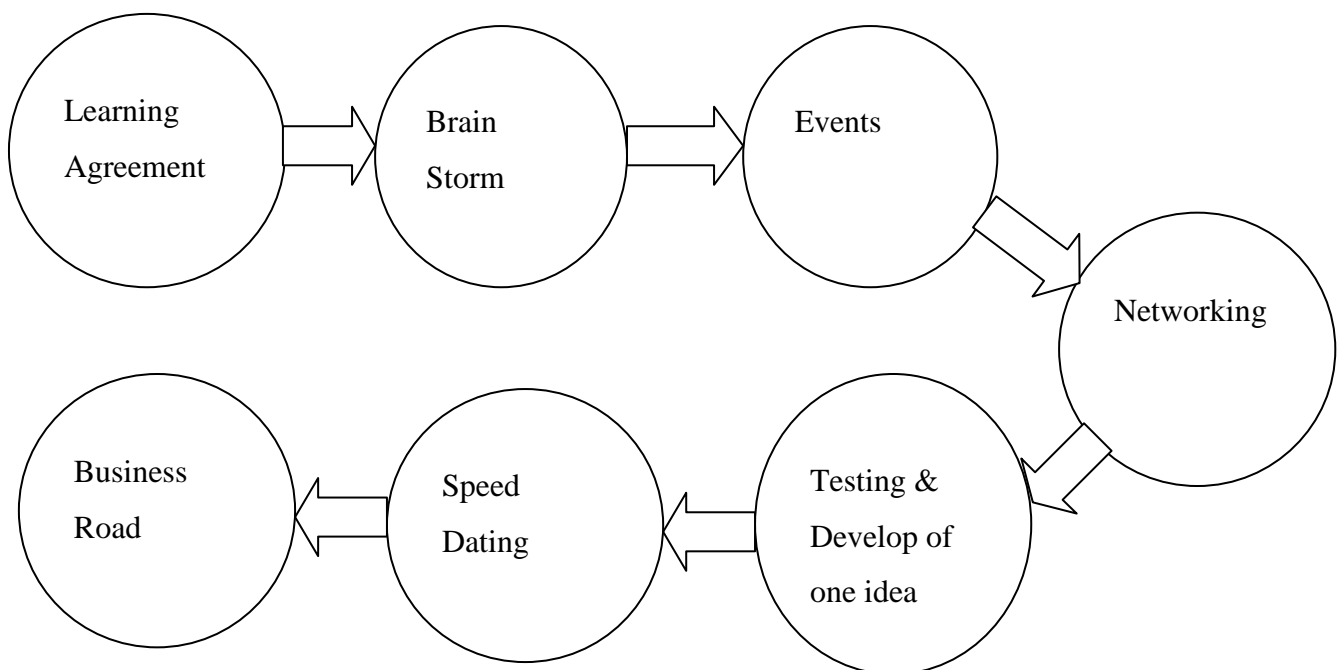 Learning
Agreement
Brain
Storm
Events
Networking
Testing &
Develop of
one idea
Speed
Dating
Business
Road